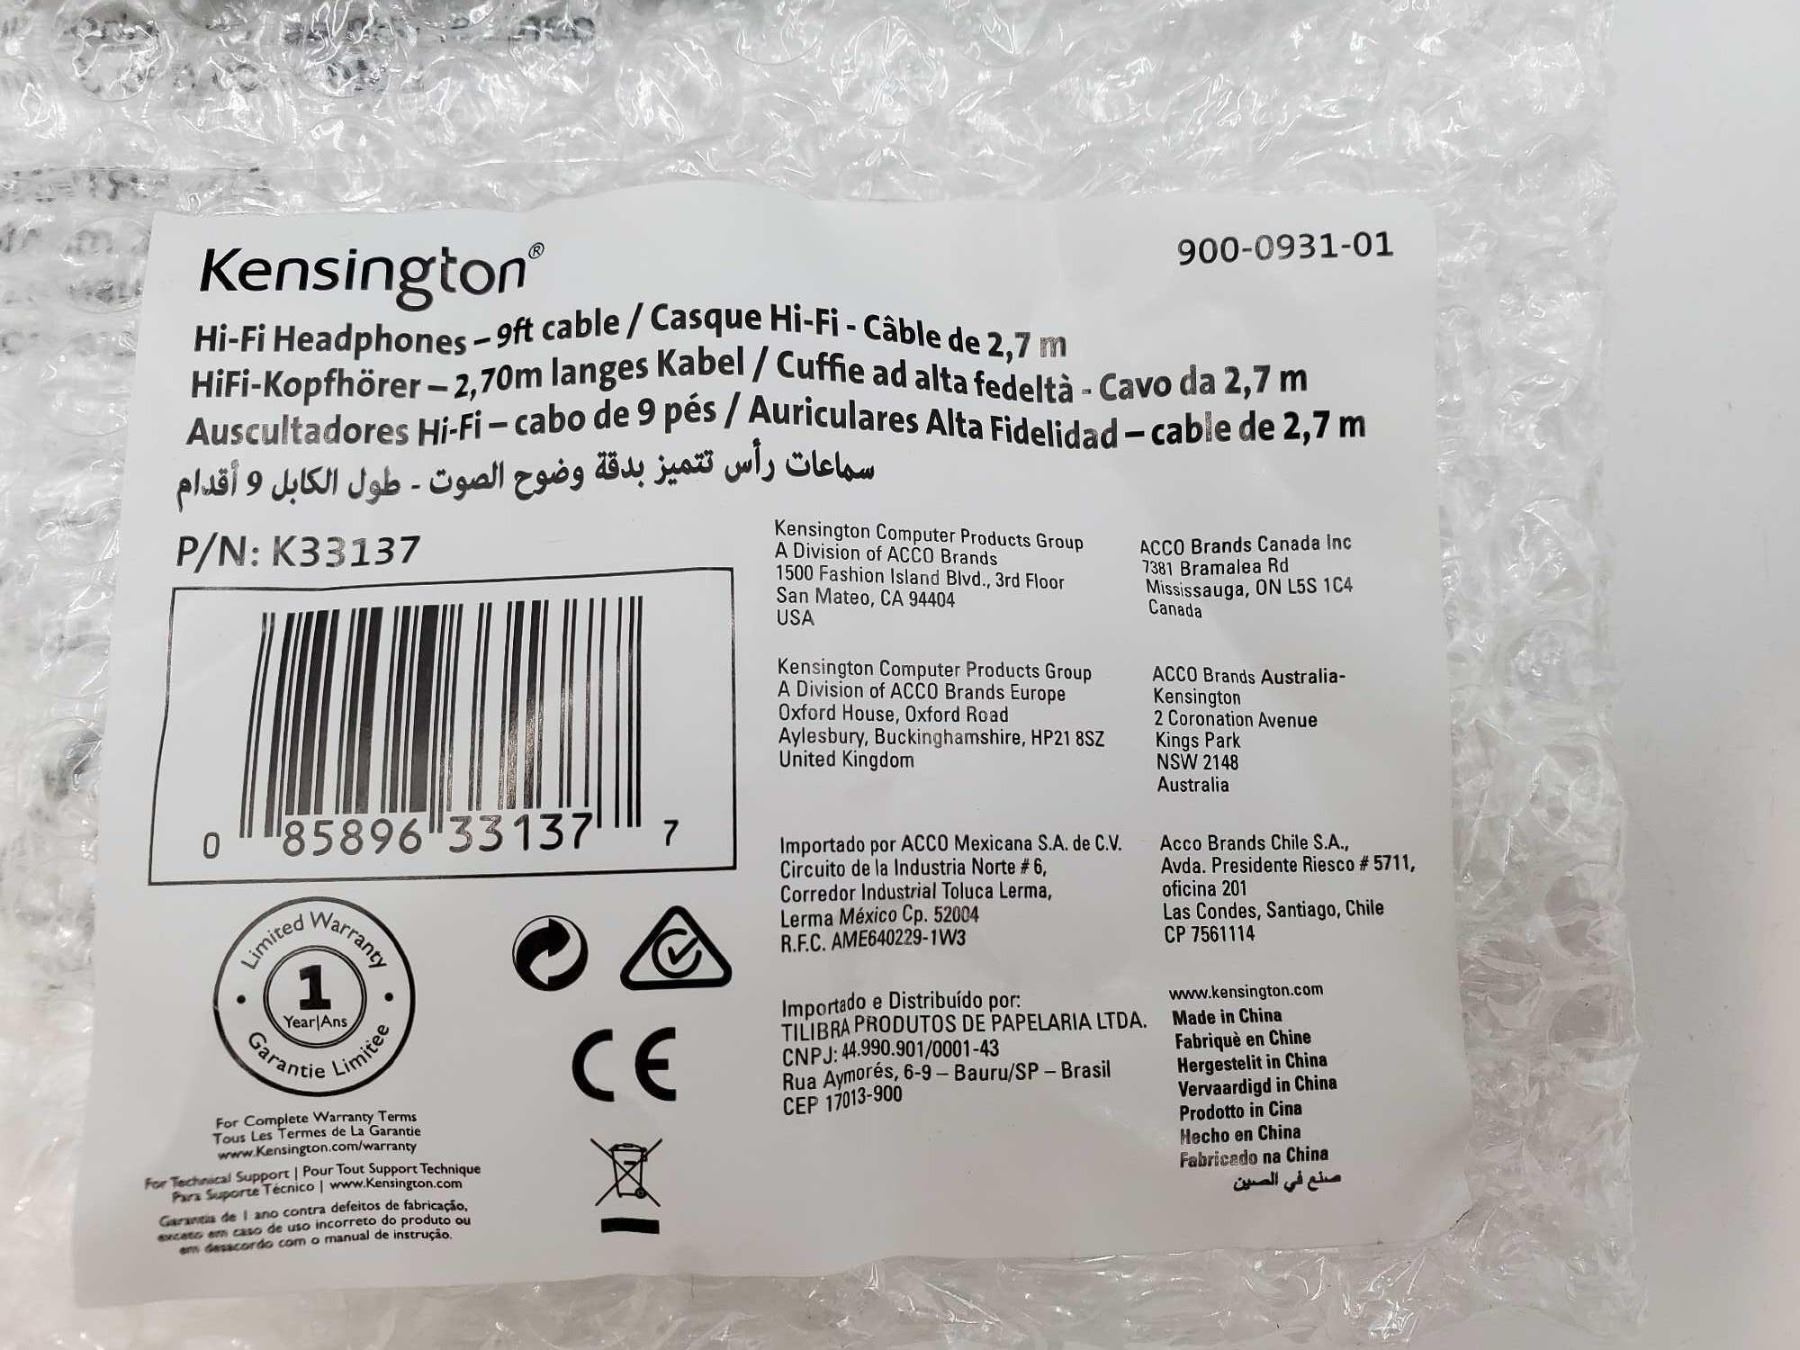 Kensington®
900-0931-01
Hi-Fi Headphones – 9ft cable / Casque Hi-Fi - Câble de 2,7 m
HiFi-Kopfhörer – 2,70m langes Kabel / Cuffie ad alta fedeltà - Cavo da 2,7 m
Auscultadores Hi-Fi – cabo de 9 pés / Auriculares Alta Fidelidad – cable de 2,7 m
سماعات رأس تتميز بدقة وضوح الصوت - طول الكابل 9 أقدام
P/N: K33137
0 85896 33137 7
Limited Warranty
1
Year|Ans
Garantie Limitée
For Complete Warranty Terms
Tous Les Termes de La Garantie
www.Kensington.com/warranty
For Technical Support | Pour Tout Support Technique
Para Suporte Técnico | www.Kensington.com
Garantia de 1 ano contra defeitos de fabricação,
exceto em caso de uso incorreto do produto ou
em desacordo com o manual de instrução.
CE
Kensington Computer Products Group
A Division of ACCO Brands
1500 Fashion Island Blvd., 3rd Floor
San Mateo, CA 94404
USA
Kensington Computer Products Group
A Division of ACCO Brands Europe
Oxford House, Oxford Road
Aylesbury, Buckinghamshire, HP21 8SZ
United Kingdom
Importado por ACCO Mexicana S.A. de C.V.
Circuito de la Industria Norte # 6,
Corredor Industrial Toluca Lerma,
Lerma México Cp. 52004
R.F.C. AME640229-1W3
Importado e Distribuído por:
TILIBRA PRODUTOS DE PAPELARIA LTDA.
CNPJ: 44.990.901/0001-43
Rua Aymorés, 6-9 – Bauru/SP – Brasil
CEP 17013-900
ACCO Brands Canada Inc
7381 Bramalea Rd
Mississauga, ON L5S 1C4
Canada
ACCO Brands Australia-
Kensington
2 Coronation Avenue
Kings Park
NSW 2148
Australia
Acco Brands Chile S.A.,
Avda. Presidente Riesco # 5711,
oficina 201
Las Condes, Santiago, Chile
CP 7561114
www.kensington.com
Made in China
Fabriquè en Chine
Hergestelit in China
Vervaardigd in China
Prodotto in Cina
Hecho en China
Fabricado na China
صنع في الصين